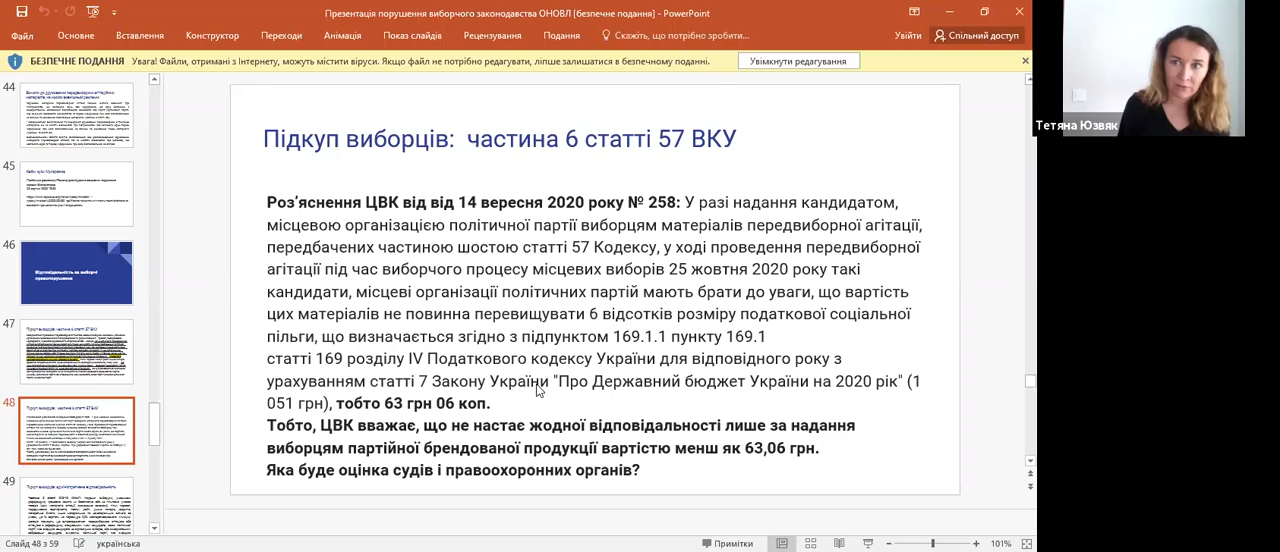 Презентація порушення виборчого законодавства ОНОВЛ [безпечне подання] - PowerPoint
Файл Основне Вставлення Конструктор Переходи Анімація Показ слайдів Рецензування Подання Скажіть, що потрібно зробити... Увійти Спільний доступ
БЕЗПЕЧНЕ ПОДАННЯ Увага! Файли, отримані з Інтернету, можуть містити віруси. Якщо файл не потрібно редагувати, ліпше залишатися в безпечному поданні. Увімкнути редагування
44
45
46
Відповідальність за виборчі
правопорушення
47
48
49
Підкуп виборців: частина 6 статті 57 ВКУ
Роз’яснення ЦВК від від 14 вересня 2020 року № 258: У разі надання кандидатом,
місцевою організацією політичної партії виборцям матеріалів передвиборної агітації,
передбачених частиною шостою статті 57 Кодексу, у ході проведення передвиборної
агітації під час виборчого процесу місцевих виборів 25 жовтня 2020 року такі
кандидати, місцеві організації політичних партій мають брати до уваги, що вартість
цих матеріалів не повинна перевищувати 6 відсотків розміру податкової соціальної
пільги, що визначається згідно з підпунктом 169.1.1 пункту 169.1
статті 169 розділу IV Податкового кодексу України для відповідного року з
урахуванням статті 7 Закону України "Про Державний бюджет України на 2020 рік" (1
051 грн), тобто 63 грн 06 коп.
Тобто, ЦВК вважає, що не настає жодної відповідальності лише за надання
виборцям партійної брендованої продукції вартістю менш як 63,06 грн.
Яка буде оцінка судів і правоохоронних органів?
Тетяна Юзвяк
Слайд 48 з 59 українська Примітки 101%